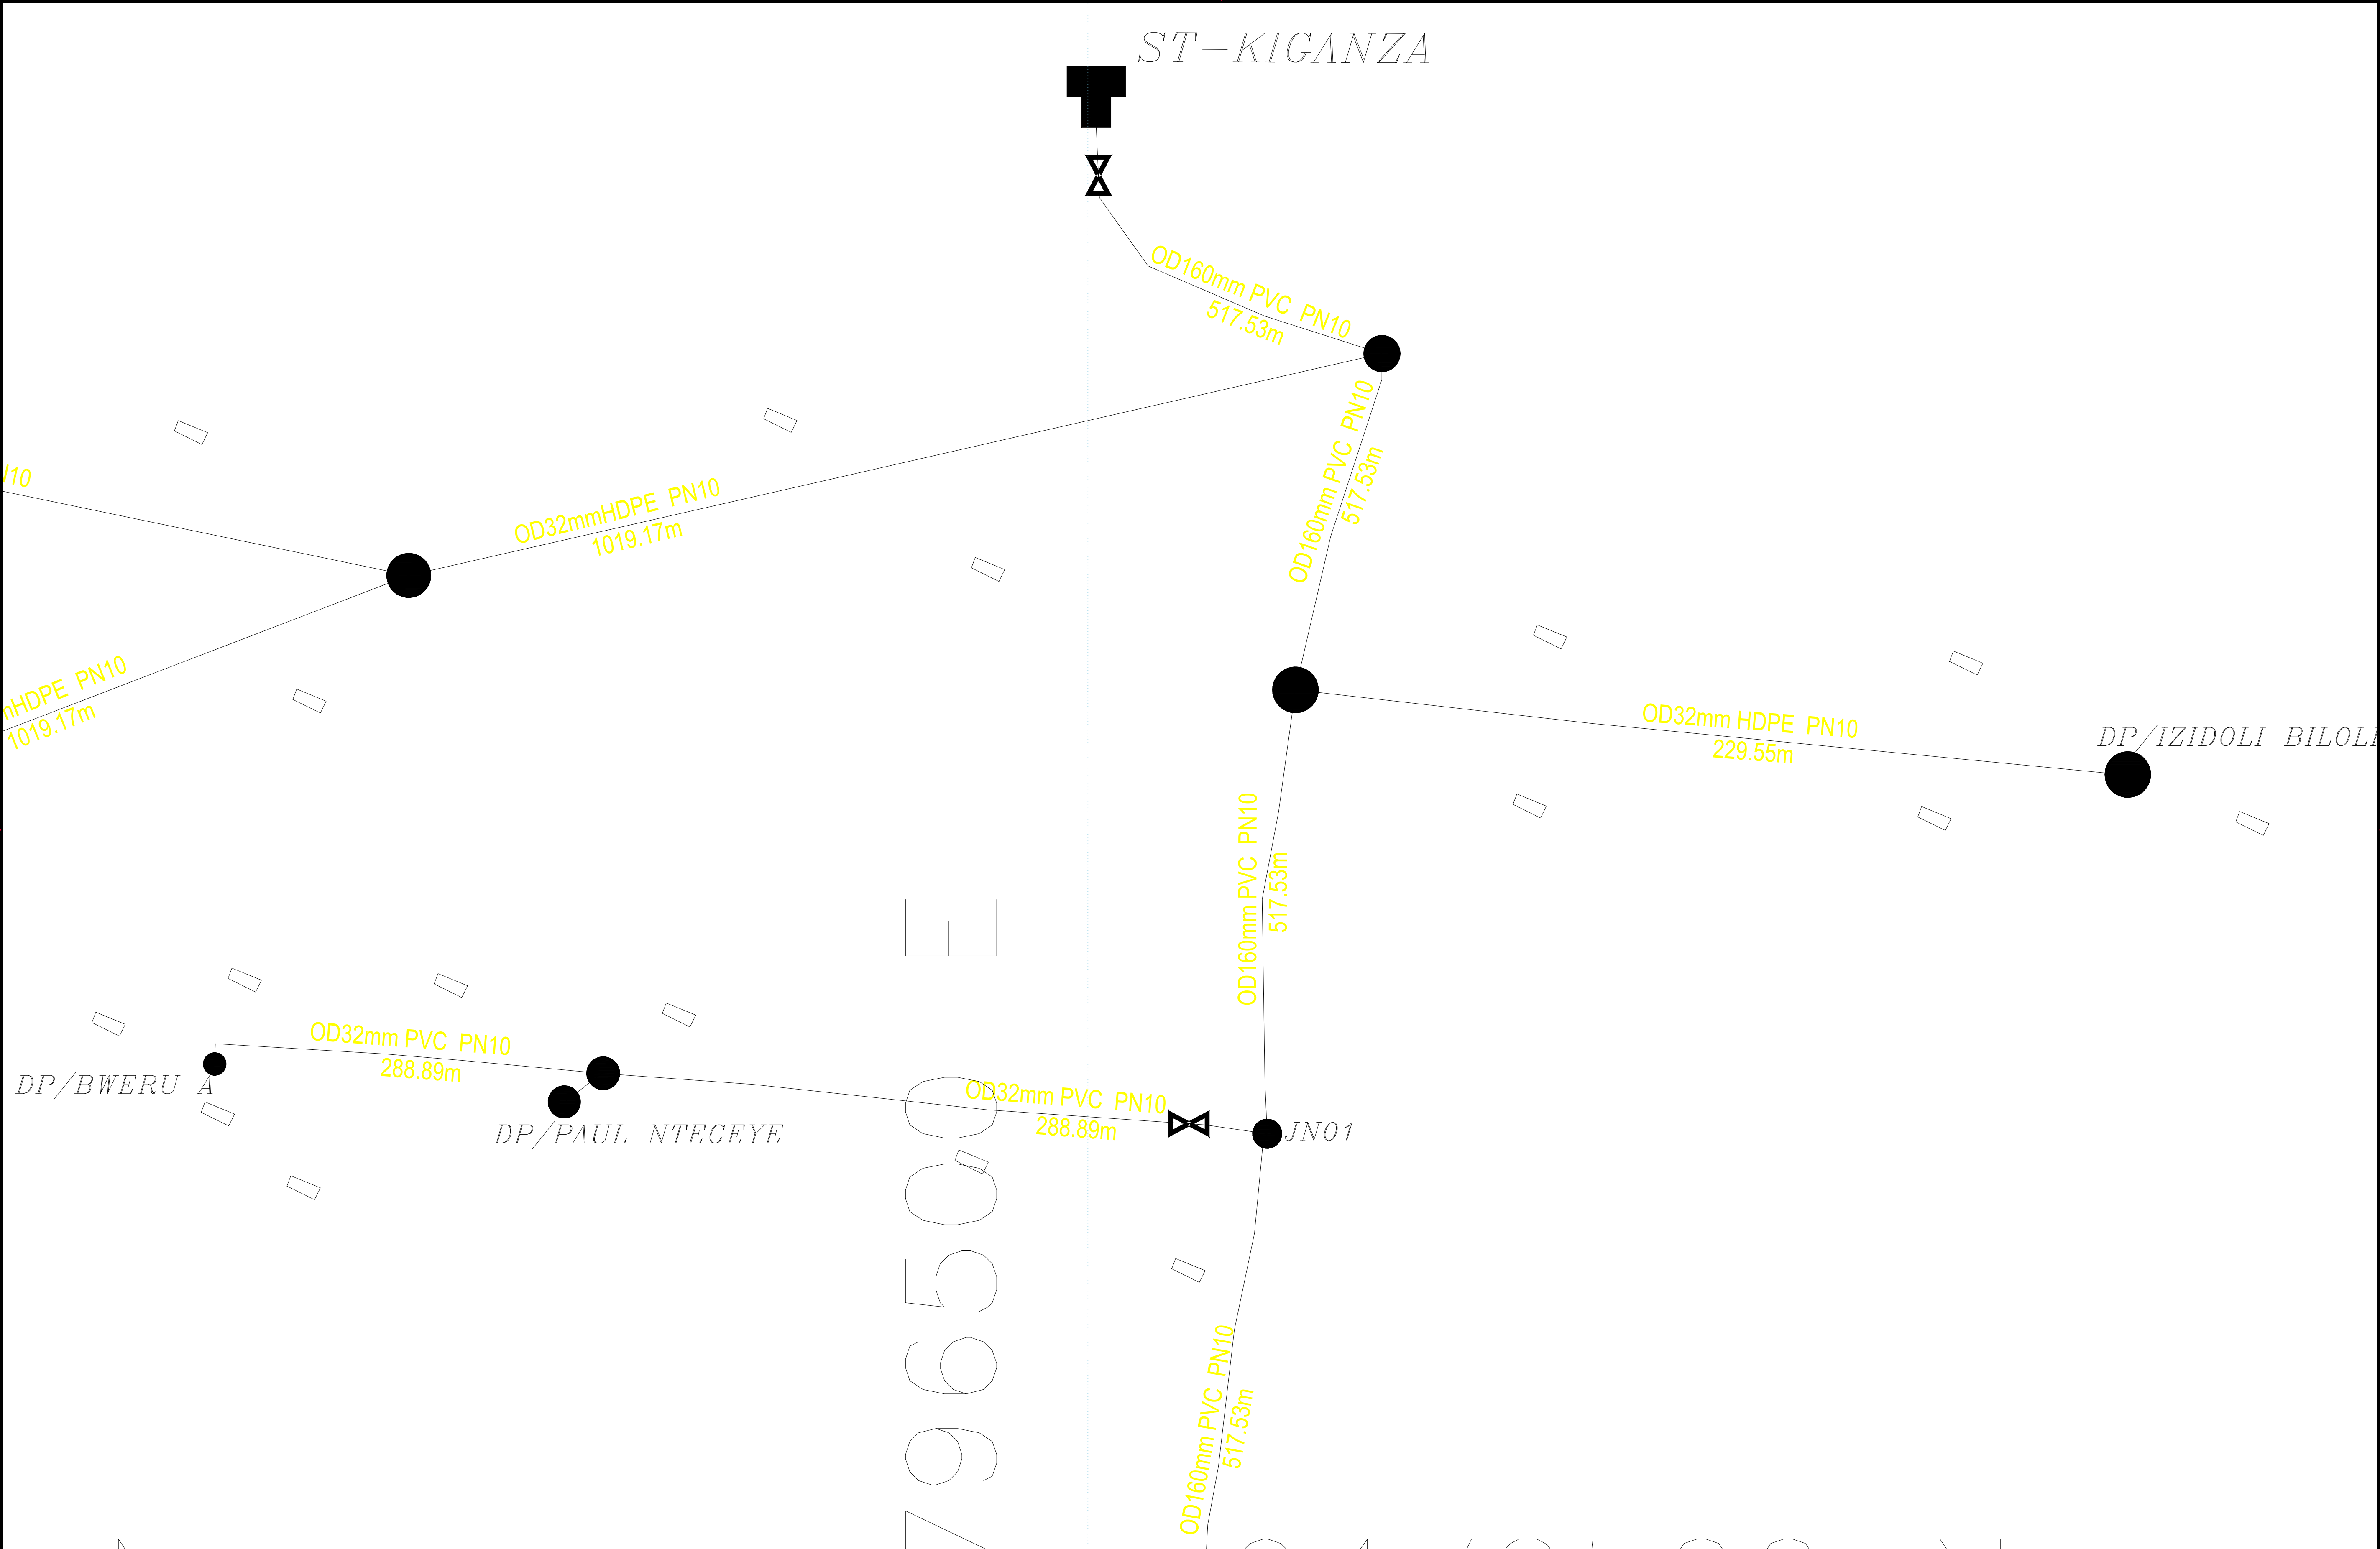 ST-KIGANZA
OD160mm PVC PN10
517.53m
OD160mm PVC PN10
517.53m
OD32mmHDPE PN10
1019.17m
10
HDPE PN10
1019.17m
OD32mm HDPE PN10
229.55m
DP/IZIDOLI BILOLI
OD160mm PVC PN10
517.53m
OD32mm PVC PN10
288.89m
DP/BWERU A
DP/PAUL NTEGEYE
OD32mm PVC PN10
288.89m
JN01
796500 E
OD160mm PVC PN10
517.53m